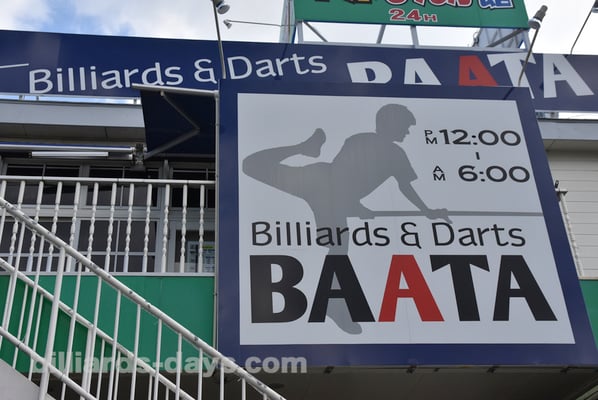 24H
Billiards & Darts BAATA
PM 12:00
AM 6:00
Billiards & Darts
BAATA
billiards-days.com